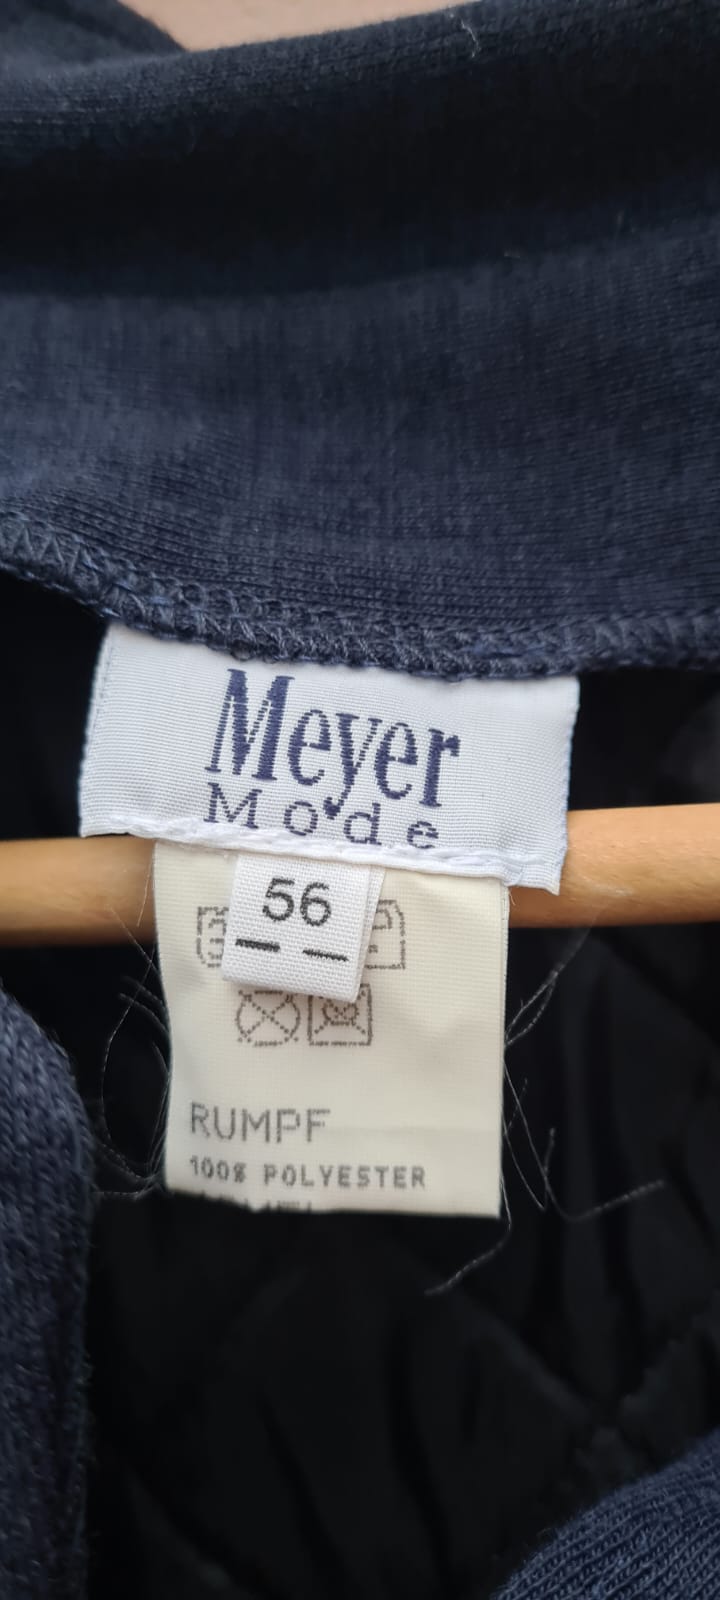 Meyer
Mode
56
RUMPF
100% POLYESTER